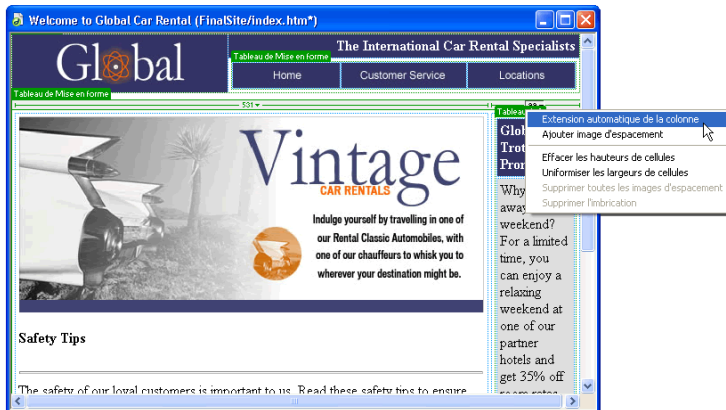 Welcome to Global Car Rental (FinalSite/index.htm*)
Global
The International Car Rental Specialists
Tableau de Mise en forme
Home Customer Service Locations
Tableau de Mise en forme
531
Tableau
Extension automatique de la colonne
Ajouter image d'espacement
Effacer les hauteurs de cellules
Uniformiser les largeurs de cellules
Supprimer toutes les images d'espacement
Supprimer l'imbrication
Vintage
CAR RENTALS
Indulge yourself by travelling in one of
our Rental Classic Automobiles, with
one of our chauffeurs to whisk you to
wherever your destination might be.
Safety Tips
The safety of our loyal customers is important to us. Read these safety tips to ensure
Glob
Trot
Pro
Why
away
weekend?
For a limited
time, you
can enjoy a
relaxing
weekend at
one of our
partner
hotels and
get 35% off
room rates